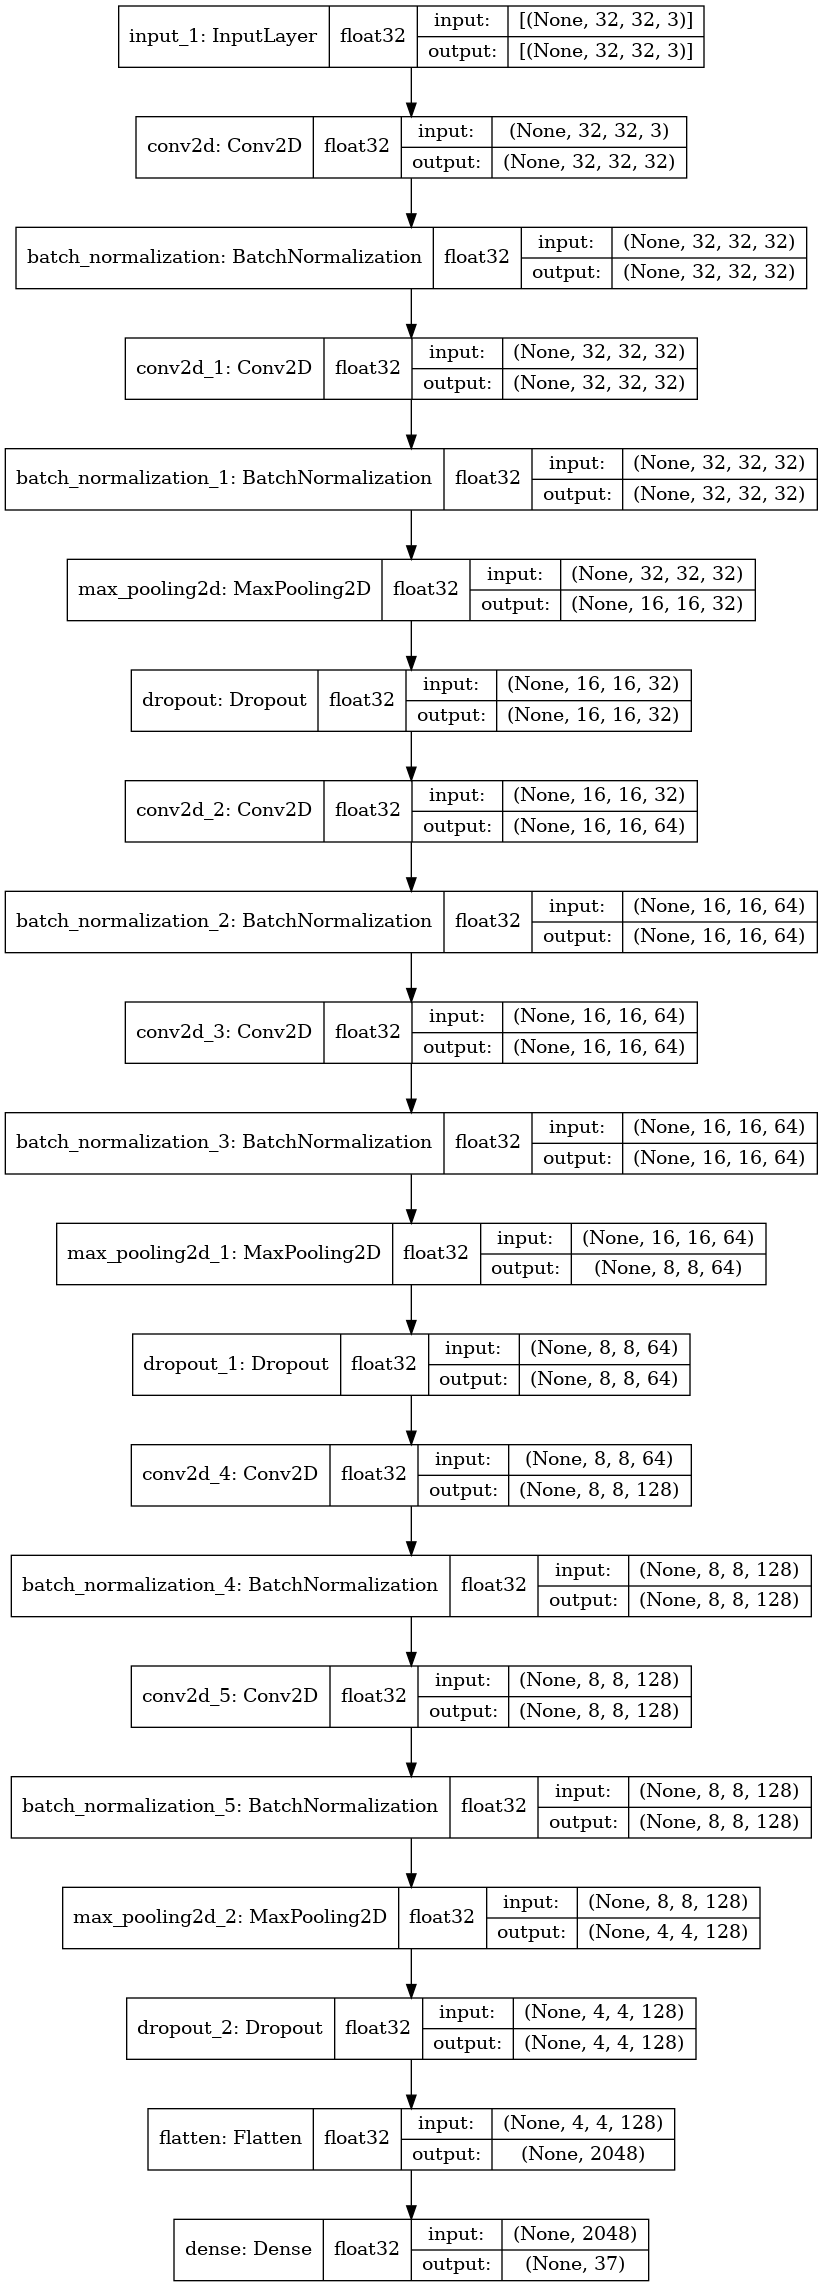 input_1: InputLayer float32 input: [(None, 32, 32, 3)]
output: [(None, 32, 32, 3)]
conv2d: Conv2D float32 input: (None, 32, 32, 3)
output: (None, 32, 32, 32)
batch_normalization: BatchNormalization float32 input: (None, 32, 32, 32)
output: (None, 32, 32, 32)
conv2d_1: Conv2D float32 input: (None, 32, 32, 32)
output: (None, 32, 32, 32)
batch_normalization_1: BatchNormalization float32 input: (None, 32, 32, 32)
output: (None, 32, 32, 32)
max_pooling2d: MaxPooling2D float32 input: (None, 32, 32, 32)
output: (None, 16, 16, 32)
dropout: Dropout float32 input: (None, 16, 16, 32)
output: (None, 16, 16, 32)
conv2d_2: Conv2D float32 input: (None, 16, 16, 32)
output: (None, 16, 16, 64)
batch_normalization_2: BatchNormalization float32 input: (None, 16, 16, 64)
output: (None, 16, 16, 64)
conv2d_3: Conv2D float32 input: (None, 16, 16, 64)
output: (None, 16, 16, 64)
batch_normalization_3: BatchNormalization float32 input: (None, 16, 16, 64)
output: (None, 16, 16, 64)
max_pooling2d_1: MaxPooling2D float32 input: (None, 16, 16, 64)
output: (None, 8, 8, 64)
dropout_1: Dropout float32 input: (None, 8, 8, 64)
output: (None, 8, 8, 64)
conv2d_4: Conv2D float32 input: (None, 8, 8, 64)
output: (None, 8, 8, 128)
batch_normalization_4: BatchNormalization float32 input: (None, 8, 8, 128)
output: (None, 8, 8, 128)
conv2d_5: Conv2D float32 input: (None, 8, 8, 128)
output: (None, 8, 8, 128)
batch_normalization_5: BatchNormalization float32 input: (None, 8, 8, 128)
output: (None, 8, 8, 128)
max_pooling2d_2: MaxPooling2D float32 input: (None, 8, 8, 128)
output: (None, 4, 4, 128)
dropout_2: Dropout float32 input: (None, 4, 4, 128)
output: (None, 4, 4, 128)
flatten: Flatten float32 input: (None, 4, 4, 128)
output: (None, 2048)
dense: Dense float32 input: (None, 2048)
output: (None, 37)